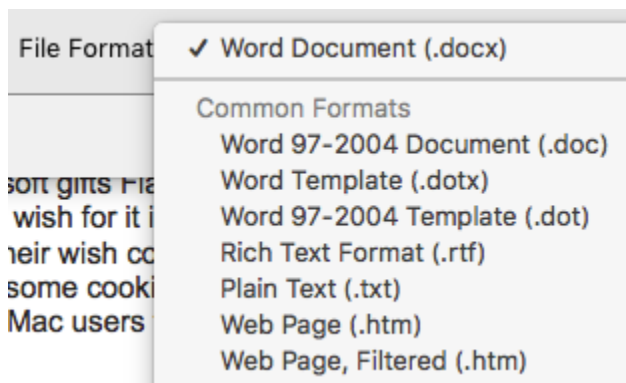 File Format ✓ Word Document (.docx)
Common Formats
Word 97-2004 Document (.doc)
Word Template (.dotx)
Word 97-2004 Template (.dot)
Rich Text Format (.rtf)
Plain Text (.txt)
Web Page (.htm)
Web Page, Filtered (.htm)
soft gifts
wish for it
wish
some
Mac users